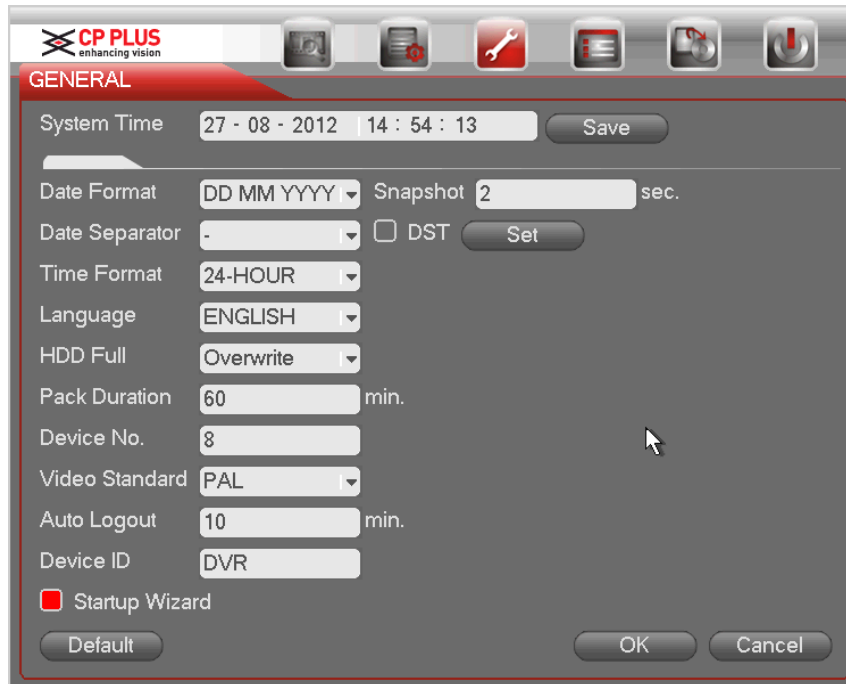 CP PLUS
enhancing vision
GENERAL
System Time 27 - 08 - 2012 14 : 54 : 13 Save
Date Format DD MM YYYY Snapshot 2 sec.
Date Separator - DST Set
Time Format 24-HOUR
Language ENGLISH
HDD Full Overwrite
Pack Duration 60 min.
Device No. 8
Video Standard PAL
Auto Logout 10 min.
Device ID DVR
Startup Wizard
Default OK Cancel